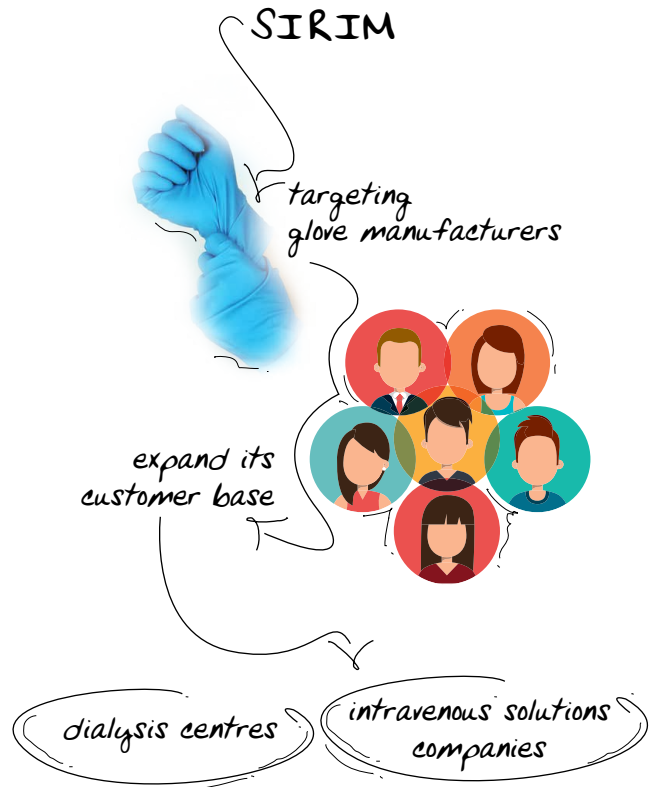 SIRIM
targeting
glove manufacturers
expand its
customer base
dialysis centres
intravenous solutions
companies